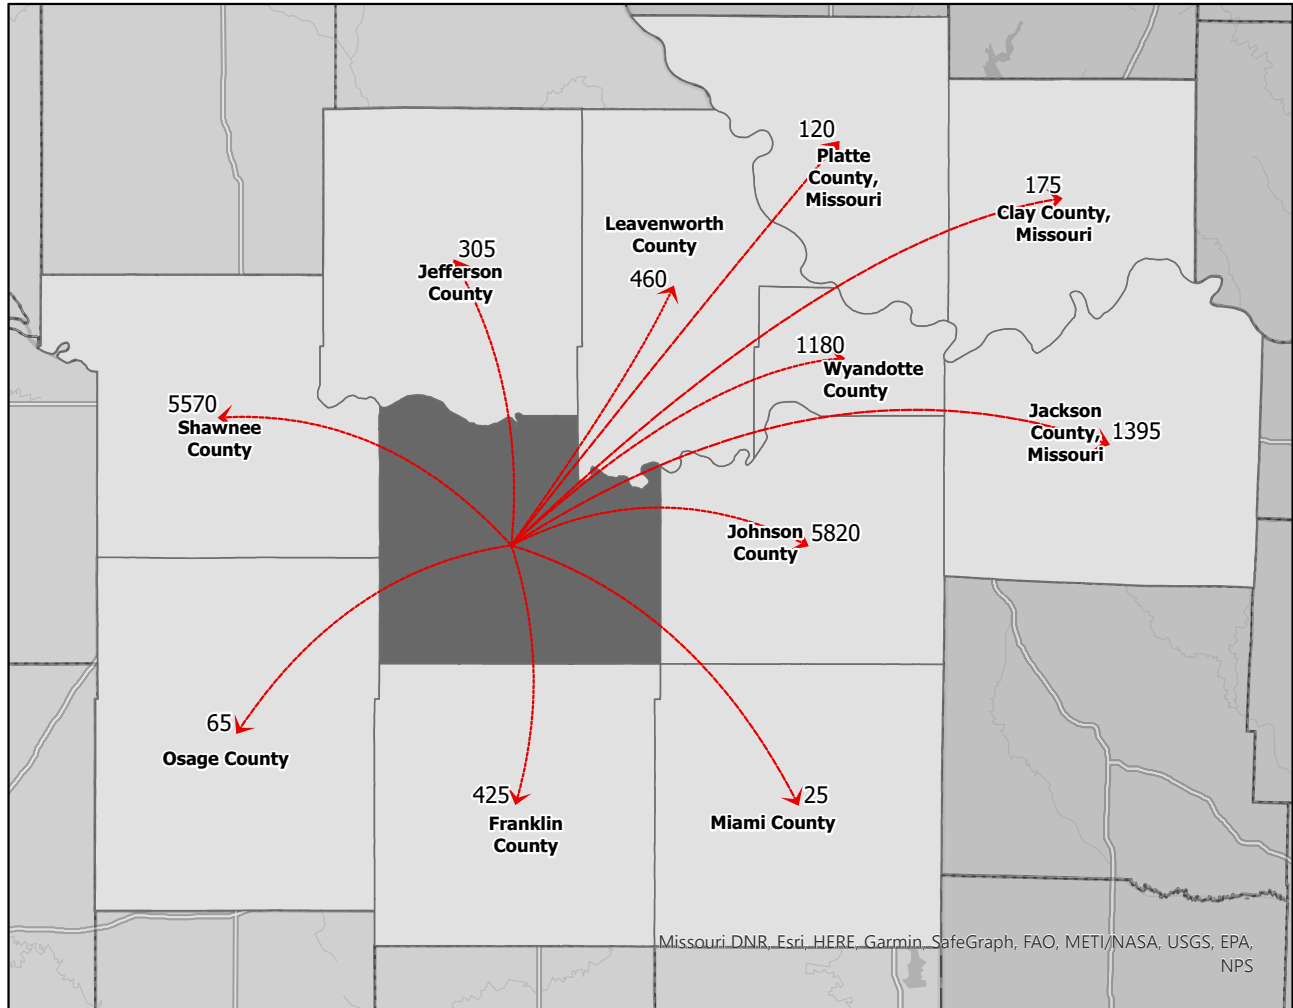 120
Platte
County,
Missouri
175
Clay County,
Missouri
Leavenworth
County
460
305
Jefferson
County
1180
Wyandotte
County
5570
Shawnee
County
Jackson
County,
Missouri
1395
Johnson
County
5820
65
Osage County
425
Franklin
County
25
Miami County
Missouri DNR, Esri, HERE, Garmin, SafeGraph, FAO, METI/NASA, USGS, EPA,
NPS